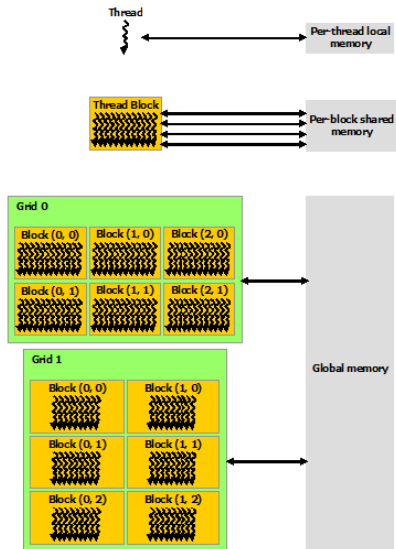 Thread
Per-thread local
memory
Thread Block
Per-block shared
memory
Grid 0
Block (0, 0)
Block (1, 0)
Block (2, 0)
Block (0, 1)
Block (1, 1)
Block (2, 1)
Grid 1
Block (0, 0)
Block (1, 0)
Global memory
Block (0, 1)
Block (1, 1)
Block (0, 2)
Block (1, 2)